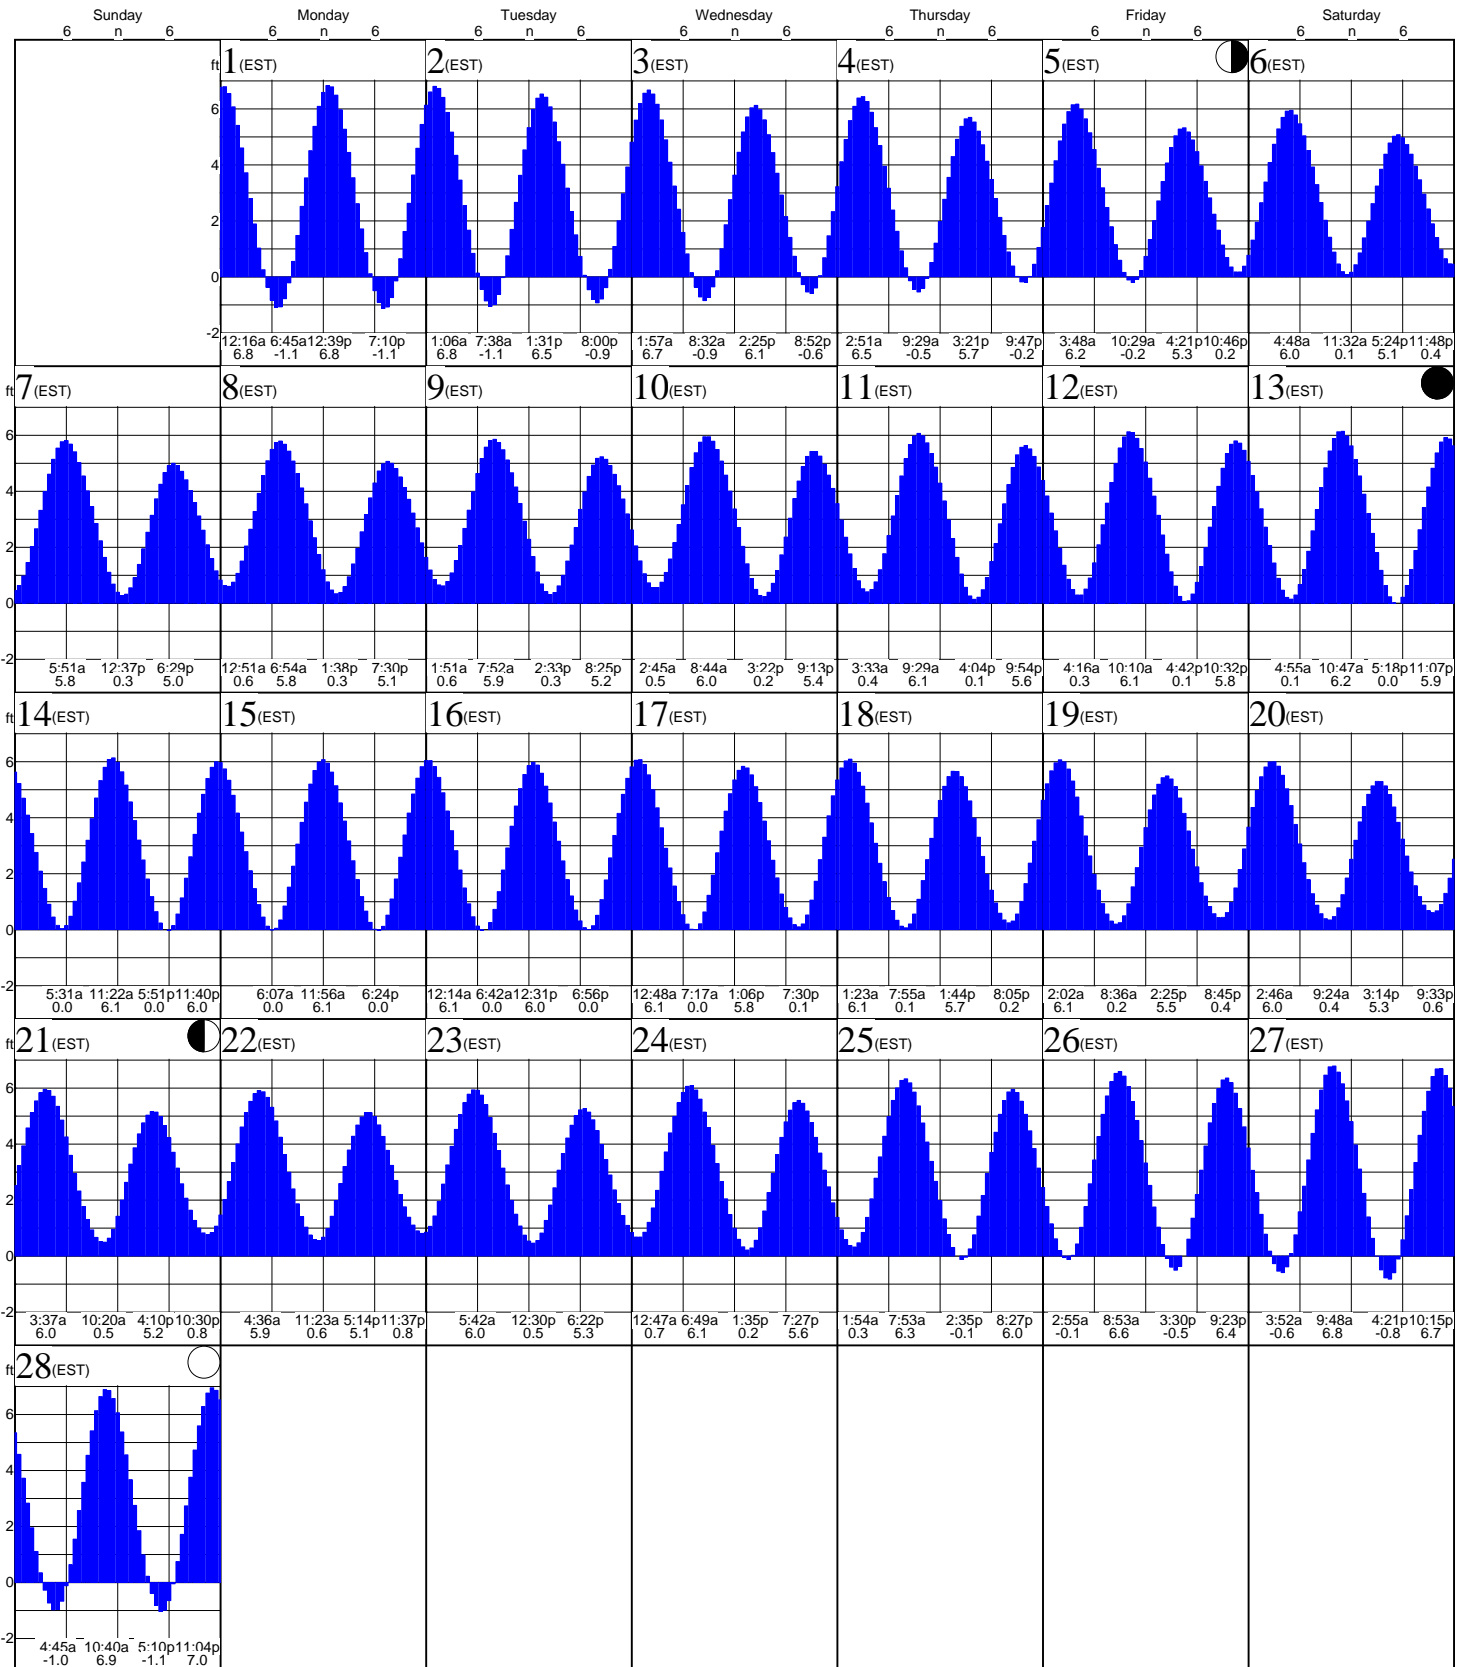 Sunday Monday Tuesday Wednesday Thursday Friday Saturday
6 n 6 6 n 6 6 n 6 6 n 6 6 n 6 6 n 6 6 n 6
ft 1(EST) 2(EST) 3(EST) 4(EST) 5(EST) 6(EST)
6
4
2
0
-2
12:16a 6:45a 12:39p 7:10p 1:06a 7:38a 1:31p 8:00p 1:57a 8:32a 2:25p 8:52p 2:51a 9:29a 3:21p 9:47p 3:48a 10:29a 4:21p 10:46p 4:48a 11:32a 5:24p 11:48p
6.8 -1.1 6.8 -1.1 6.8 -1.1 6.5 -0.9 6.7 -0.9 6.1 -0.6 6.5 -0.5 5.7 -0.2 6.2 -0.2 5.3 0.2 6.0 0.1 5.1 0.4
ft 7(EST) 8(EST) 9(EST) 10(EST) 11(EST) 12(EST) 13(EST)
6
4
2
0
-2
5:51a 12:37p 6:29p 12:51a 6:54a 1:38p 7:30p 1:51a 7:52a 2:33p 8:25p 2:45a 8:44a 3:22p 9:13p 3:33a 9:29a 4:04p 9:54p 4:16a 10:10a 4:42p 10:32p 4:55a 10:47a 5:18p 11:07p
5.8 0.3 5.0 0.6 5.8 0.3 5.1 0.6 5.9 0.3 5.2 0.5 6.0 0.2 5.4 0.4 6.1 0.1 5.6 0.3 6.1 0.1 5.8 0.1 6.2 0.0 5.9
ft 14(EST) 15(EST) 16(EST) 17(EST) 18(EST) 19(EST) 20(EST)
6
4
2
0
-2
5:31a 11:22a 5:51p 11:40p 6:07a 11:56a 6:24p 12:14a 6:42a 12:31p 6:56p 12:48a 7:17a 1:06p 7:30p 1:23a 7:55a 1:44p 8:05p 2:02a 8:36a 2:25p 8:45p 2:46a 9:24a 3:14p 9:33p
0.0 6.1 0.0 6.0 0.0 6.1 0.0 6.1 0.0 6.0 0.0 6.1 0.0 5.8 0.1 6.1 0.1 5.7 0.2 6.1 0.2 5.5 0.4 6.0 0.4 5.3 0.6
ft 21(EST) 22(EST) 23(EST) 24(EST) 25(EST) 26(EST) 27(EST)
6
4
2
0
-2
3:37a 10:20a 4:10p 10:30p 4:36a 11:23a 5:14p 11:37p 5:42a 12:30p 6:22p 12:47a 6:49a 1:35p 7:27p 1:54a 7:53a 2:35p 8:27p 2:55a 8:53a 3:30p 9:23p 3:52a 9:48a 4:21p 10:15p
6.0 0.5 5.2 0.8 5.9 0.6 5.1 0.8 6.0 0.5 5.3 0.7 6.1 0.2 5.6 0.3 6.3 -0.1 6.0 -0.1 6.6 -0.5 6.4 -0.6 6.8 -0.8 6.7
ft 28(EST)
6
4
2
0
-2
4:45a 10:40a 5:10p 11:04p
-1.0 6.9 -1.1 7.0